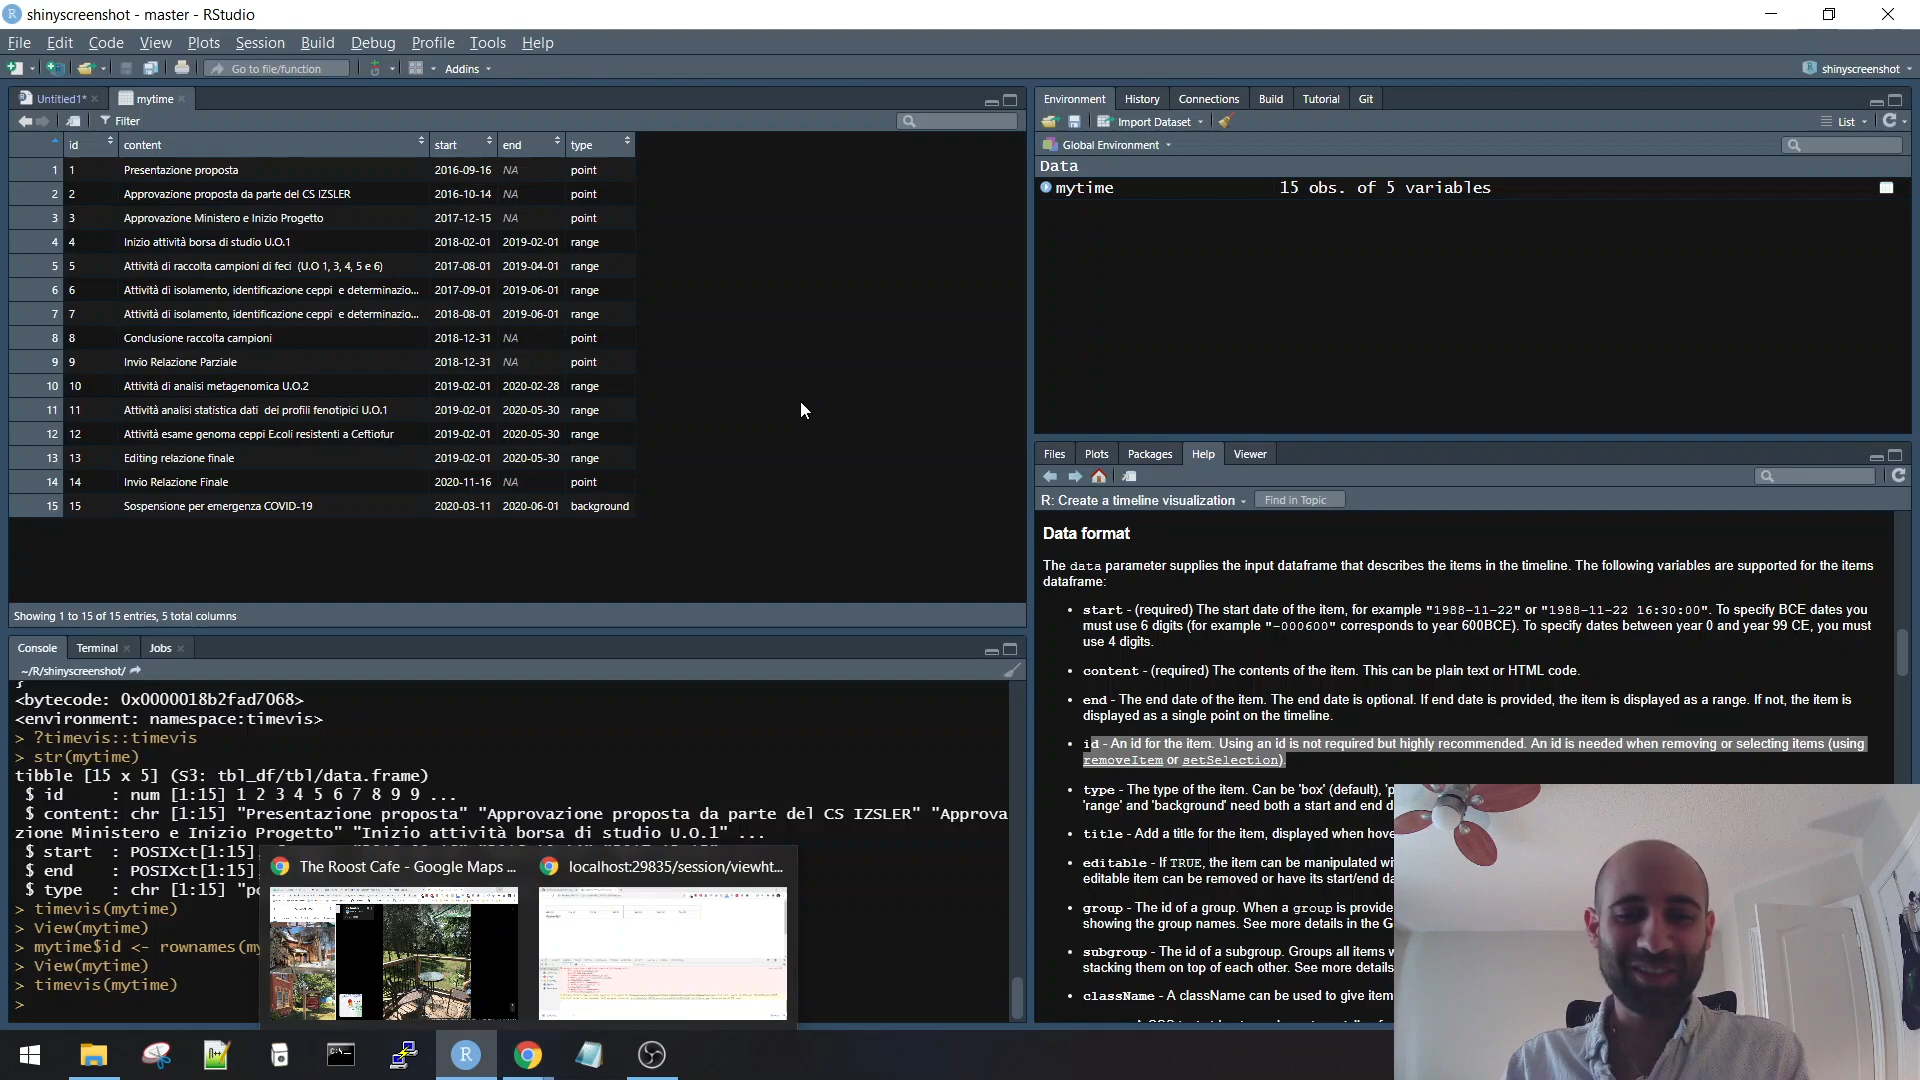 shinyscreenshot - master - RStudio
File Edit Code View Plots Session Build Debug Profile Tools Help
Go to file/function Addins shinyscreenshot
Untitled1* mytime
Filter
id content start end type
1 1 Presentazione proposta 2016-09-16 NA point
2 2 Approvazione proposta da parte del CS IZSLER 2016-10-14 NA point
3 3 Approvazione Ministero e Inizio Progetto 2017-12-15 NA point
4 4 Inizio attività borsa di studio U.O.1 2018-02-01 2019-02-01 range
5 5 Attività di raccolta campioni di feci (U.O 1, 3, 4, 5 e 6) 2017-08-01 2019-04-01 range
6 6 Attività di isolamento, identificazione ceppi e determinazio... 2017-09-01 2019-06-01 range
7 7 Attività di isolamento, identificazione ceppi e determinazio... 2018-08-01 2019-06-01 range
8 8 Conclusione raccolta campioni 2018-12-31 NA point
9 9 Invio Relazione Parziale 2018-12-31 NA point
10 10 Attività di analisi metagenomica U.O.2 2019-02-01 2020-02-28 range
11 11 Attività analisi statistica dati dei profili fenotipici U.O.1 2019-02-01 2020-05-30 range
12 12 Attività esame genoma ceppi E.coli resistenti a Ceftiofur 2019-02-01 2020-05-30 range
13 13 Editing relazione finale 2019-02-01 2020-05-30 range
14 14 Invio Relazione Finale 2020-11-16 NA point
15 15 Sospensione per emergenza COVID-19 2020-03-11 2020-06-01 background
Showing 1 to 15 of 15 entries, 5 total columns
Console Terminal Jobs
~/R/shinyscreenshot/
}
<bytecode: 0x0000018b2fad7068>
<environment: namespace:timevis>
> ?timevis::timevis
> str(mytime)
tibble [15 x 5] (S3: tbl_df/tbl/data.frame)
$ id : num [1:15] 1 2 3 4 5 6 7 8 9 9 ...
$ content: chr [1:15] "Presentazione proposta" "Approvazione proposta da parte del CS IZSLER" "Approva
zione Ministero e Inizio Progetto" "Inizio attività borsa di studio U.O.1" ...
$ start : POSIXct[1:15],
$ end : POSIXct[1:15],
$ type : chr [1:15] "po
> timevis(mytime)
> View(mytime)
> mytime$id <- rownames(my
> View(mytime)
> timevis(mytime)
>
The Roost Cafe - Google Maps ...
localhost:29835/session/viewht...
Environment History Connections Build Tutorial Git
Import Dataset List
Global Environment
Data
mytime 15 obs. of 5 variables
Files Plots Packages Help Viewer
R: Create a timeline visualization Find in Topic
Data format
The data parameter supplies the input dataframe that describes the items in the timeline. The following variables are supported for the items
dataframe:
• start - (required) The start date of the item, for example "1988-11-22" or "1988-11-22 16:30:00". To specify BCE dates you
must use 6 digits (for example "-000600" corresponds to year 600BCE). To specify dates between year 0 and year 99 CE, you must
use 4 digits.
• content - (required) The contents of the item. This can be plain text or HTML code.
• end - The end date of the item. The end date is optional. If end date is provided, the item is displayed as a range. If not, the item is
displayed as a single point on the timeline.
• id - An id for the item. Using an id is not required but highly recommended. An id is needed when removing or selecting items (using
removeItem or setSelection).
• type - The type of the item. Can be 'box' (default), 'p
'range' and 'background' need both a start and end d
• title - Add a title for the item, displayed when hove
• editable - If TRUE, the item can be manipulated wi
editable item can be removed or have its start/end da
• group - The id of a group. When a group is provide
showing the group names. See more details in the G
• subgroup - The id of a subgroup. Groups all items w
stacking them on top of each other. See more details
• className - A className can be used to give item